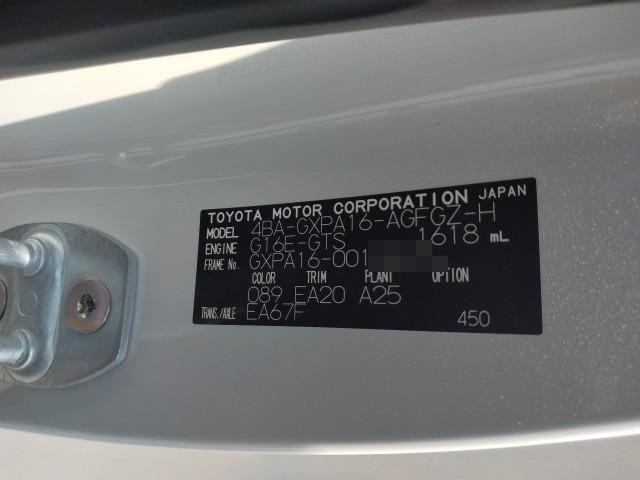 TOYOTA MOTOR CORPORATION JAPAN
MODEL 4BA-GXPA16-AGFGZ-H
ENGINE G16E-GTS 1618 mL
FRAME No. GXPA16-001
COLOR TRIM PLANT OPTION
089 EA20 A25
TRANS./AXLE EA67F
450